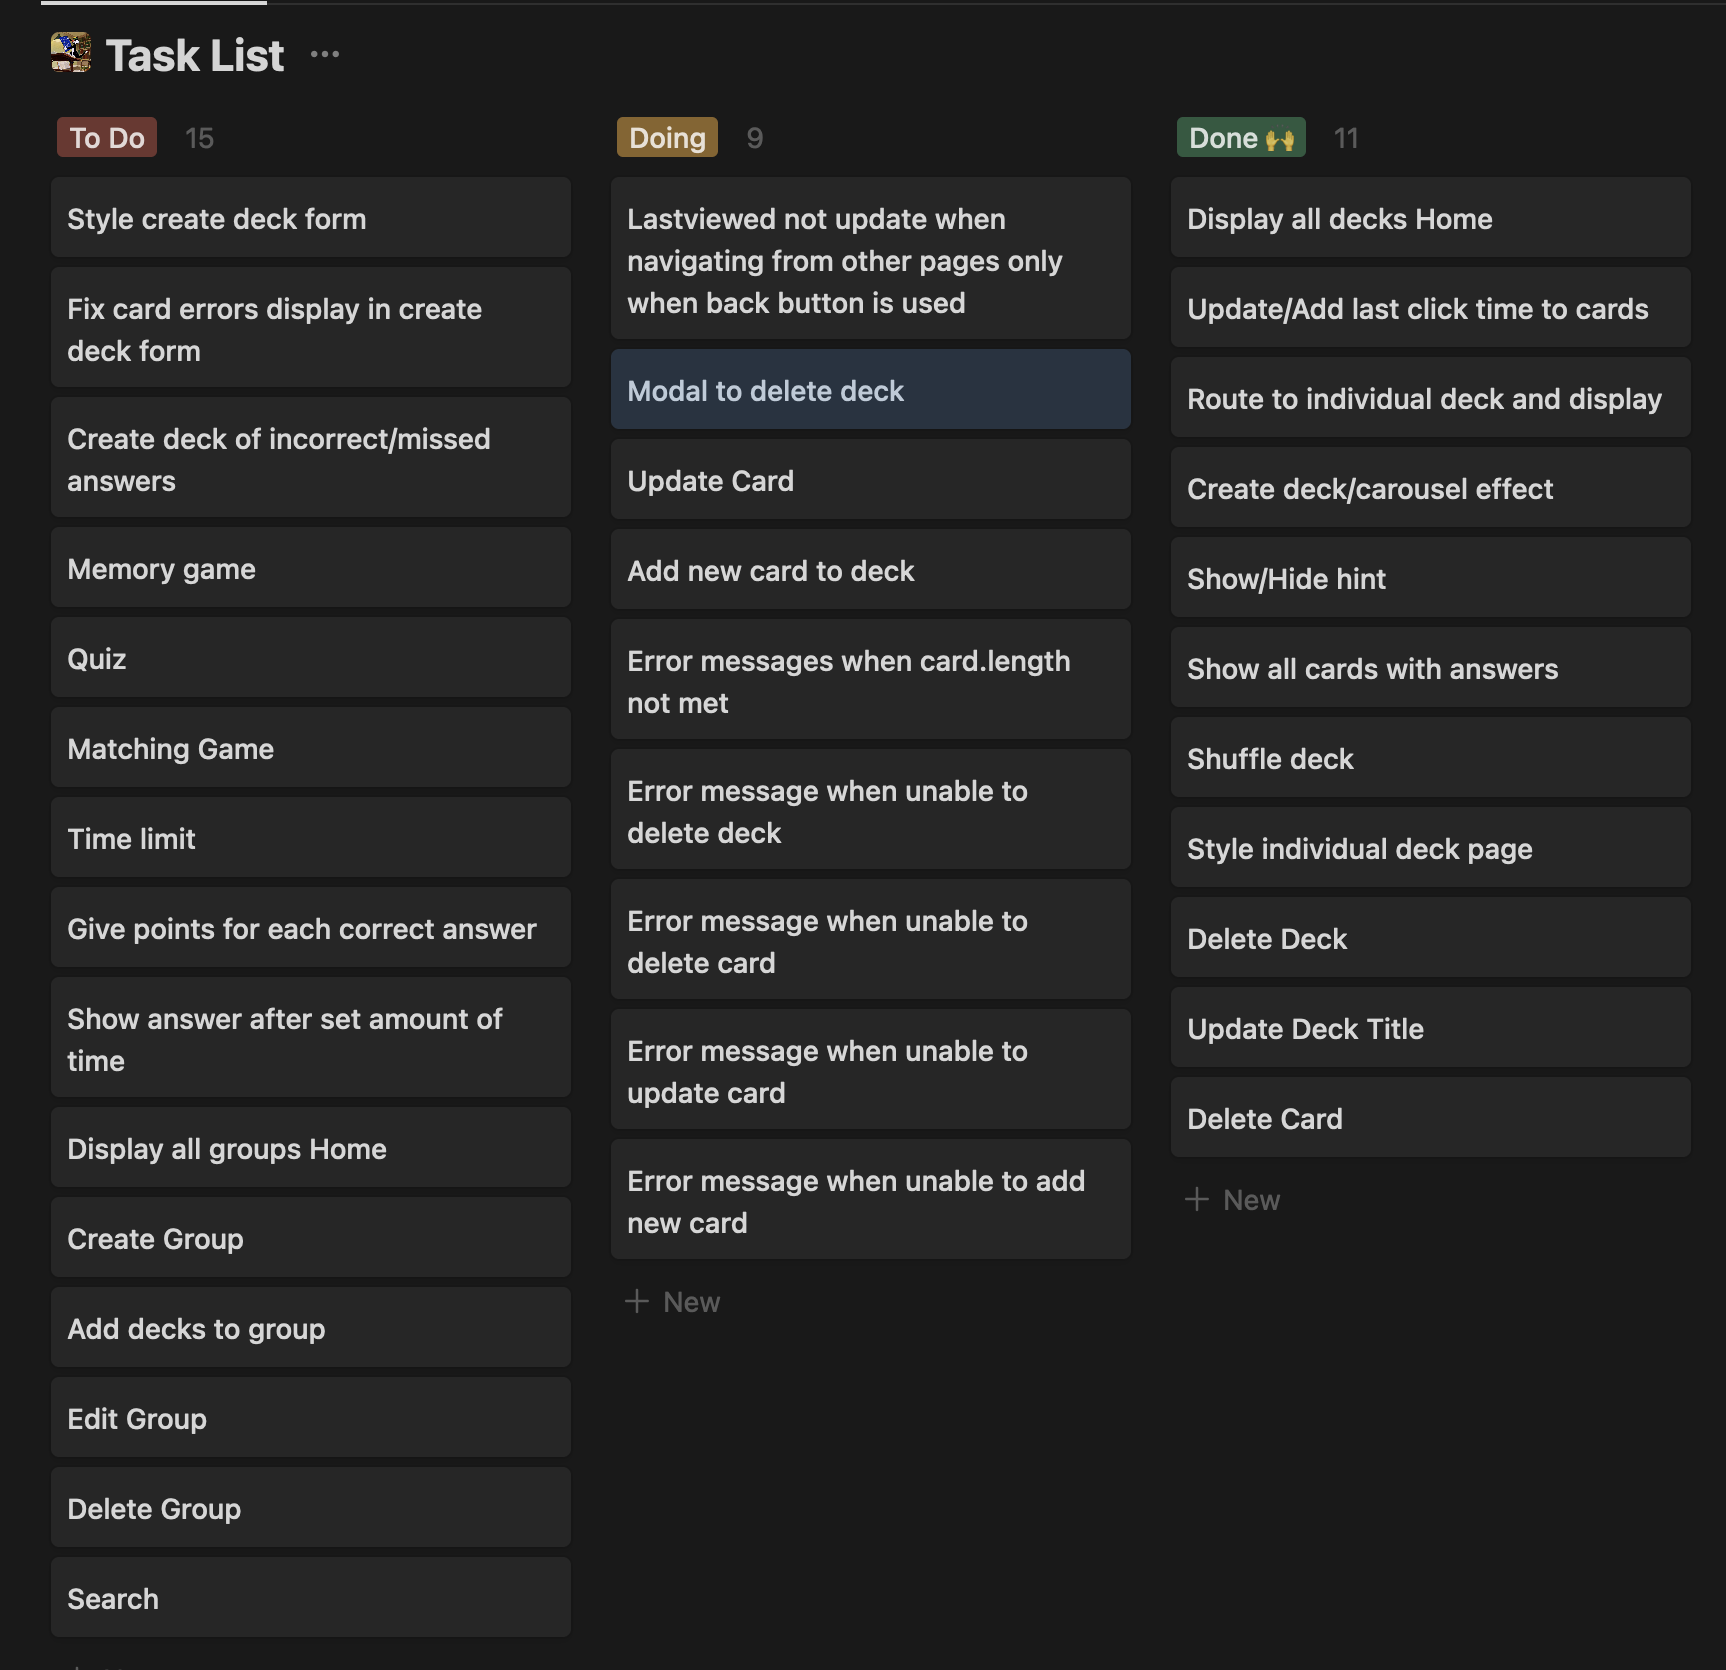 Task List
To Do 15
Style create deck form
Fix card errors display in create
deck form
Create deck of incorrect/missed
answers
Memory game
Quiz
Matching Game
Time limit
Give points for each correct answer
Show answer after set amount of
time
Display all groups Home
Create Group
Add decks to group
Edit Group
Delete Group
Search
Doing 9
Lastviewed not update when
navigating from other pages only
when back button is used
Modal to delete deck
Update Card
Add new card to deck
Error messages when card.length
not met
Error message when unable to
delete deck
Error message when unable to
delete card
Error message when unable to
update card
Error message when unable to add
new card
+ New
Done 🙌 11
Display all decks Home
Update/Add last click time to cards
Route to individual deck and display
Create deck/carousel effect
Show/Hide hint
Show all cards with answers
Shuffle deck
Style individual deck page
Delete Deck
Update Deck Title
Delete Card
+ New